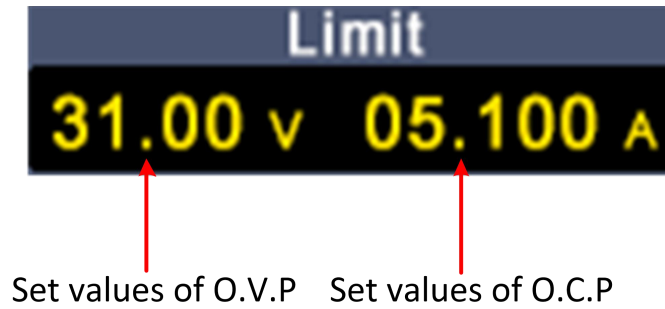 Limit
31.00 V 05.100 A
Set values of O.V.P Set values of O.C.P